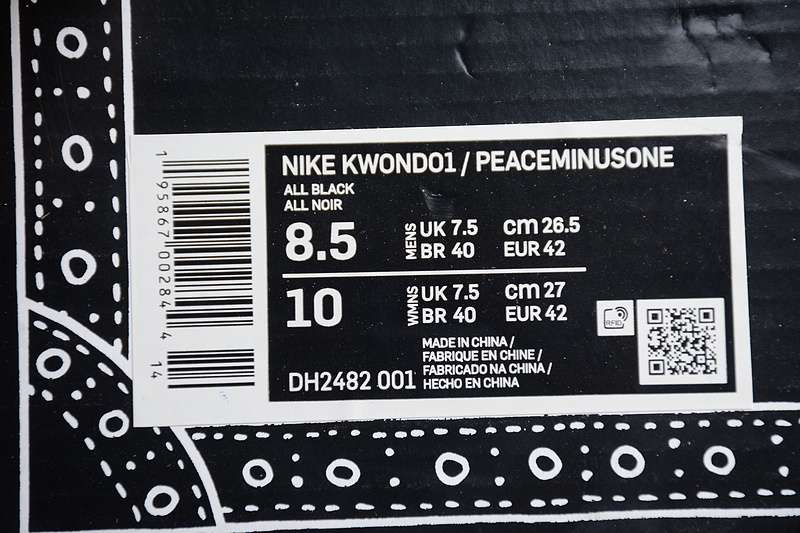 NIKE KWONDO1 / PEACEMINUSONE
ALL BLACK
ALL NOIR
8.5 MENS UK 7.5 cm 26.5
BR 40 EUR 42
10 WMNS UK 7.5 cm 27
BR 40 EUR 42
MADE IN CHINA /
FABRIQUE EN CHINE /
FABRICADO NA CHINA /
HECHO EN CHINA
DH2482 001
RFID
1 95867 00284 4 14